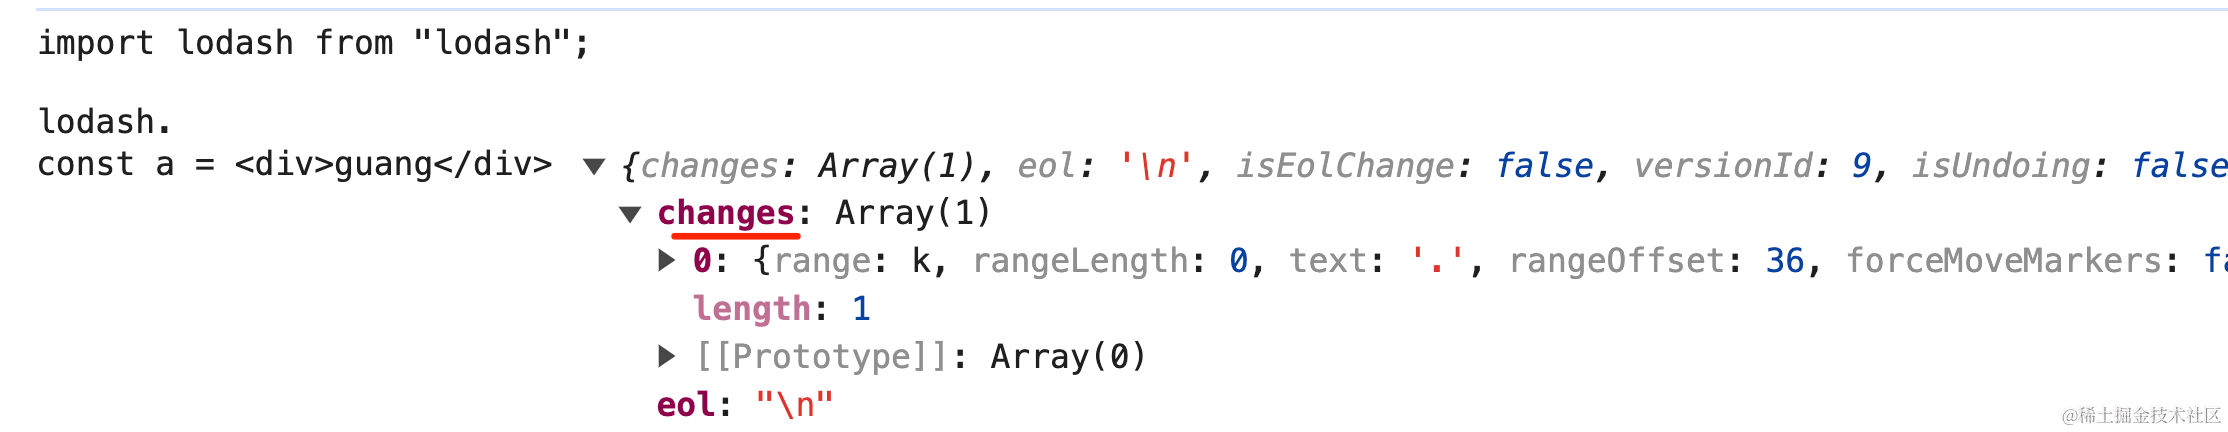 import lodash from "lodash";
lodash.
const a = <div>guang</div> ▼ {changes: Array(1), eol: '\n', isEolChange: false, versionId: 9, isUndoing: false
▼ changes: Array(1)
▶ 0: {range: k, rangeLength: 0, text: '.', rangeOffset: 36, forceMoveMarkers: fa
length: 1
▶ [[Prototype]]: Array(0)
eol: "\n"
@稀土掘金技术社区